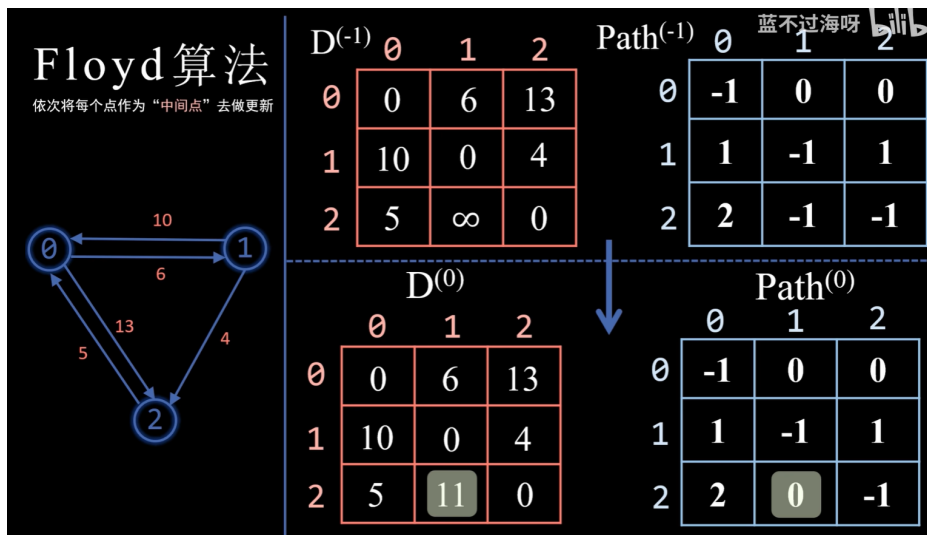 蓝不过海呀 bilib
Floyd算法
依次将每个点作为“中间点”去做更新
D(-1)
0 1 2
0 0 6 13
1 10 0 4
2 5 ∞ 0
Path(-1)
0 1 2
0 -1 0 0
1 1 -1 1
2 2 -1 -1
10
0 1
6
13
5 4
2
D(0)
0 1 2
0 0 6 13
1 10 0 4
2 5 11 0
Path(0)
0 1 2
0 -1 0 0
1 1 -1 1
2 2 0 -1